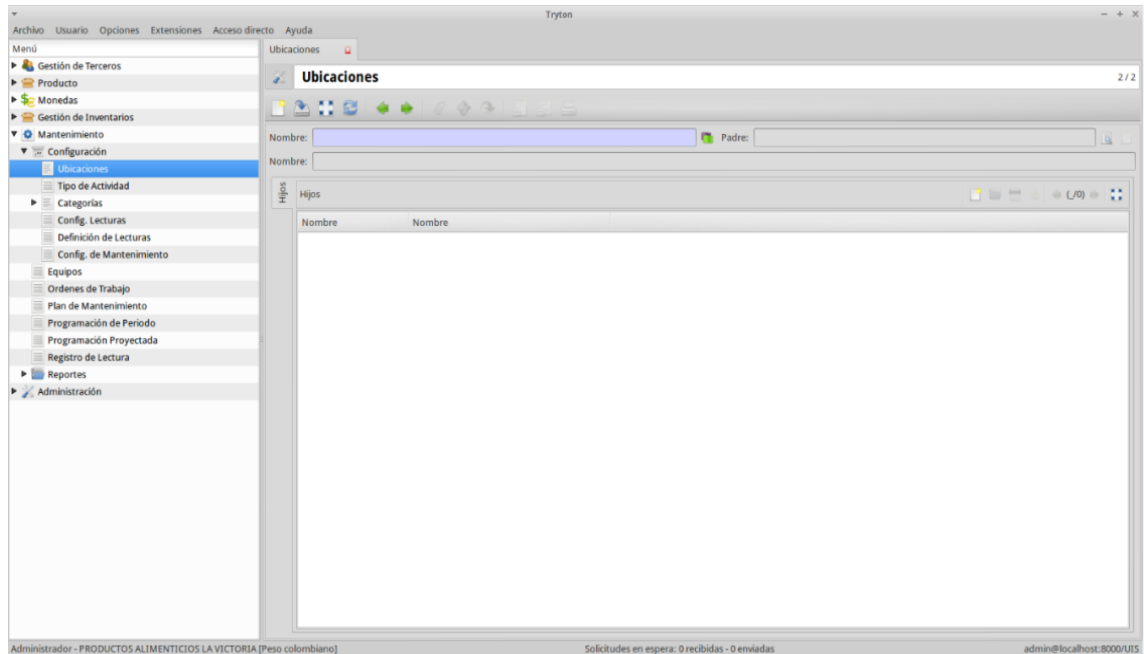 Tryton
Archivo Usuario Opciones Extensiones Acceso directo Ayuda
Menú
Gestión de Terceros
Producto
Monedas
Gestión de Inventarios
Mantenimiento
Configuración
Ubicaciones
Tipo de Actividad
Categorías
Config. Lecturas
Definición de Lecturas
Config. de Mantenimiento
Equipos
Ordenes de Trabajo
Plan de Mantenimiento
Programación de Periodo
Programación Proyectada
Registro de Lectura
Reportes
Administración
Ubicaciones
Ubicaciones 2 / 2
Nombre: Padre:
Nombre:
Hijos
Hijos (_/0)
Nombre Nombre
Administrador - PRODUCTOS ALIMENTICIOS LA VICTORIA [Peso colombiano] Solicitudes en espera: 0 recibidas - 0 enviadas admin@localhost:8000/UIS